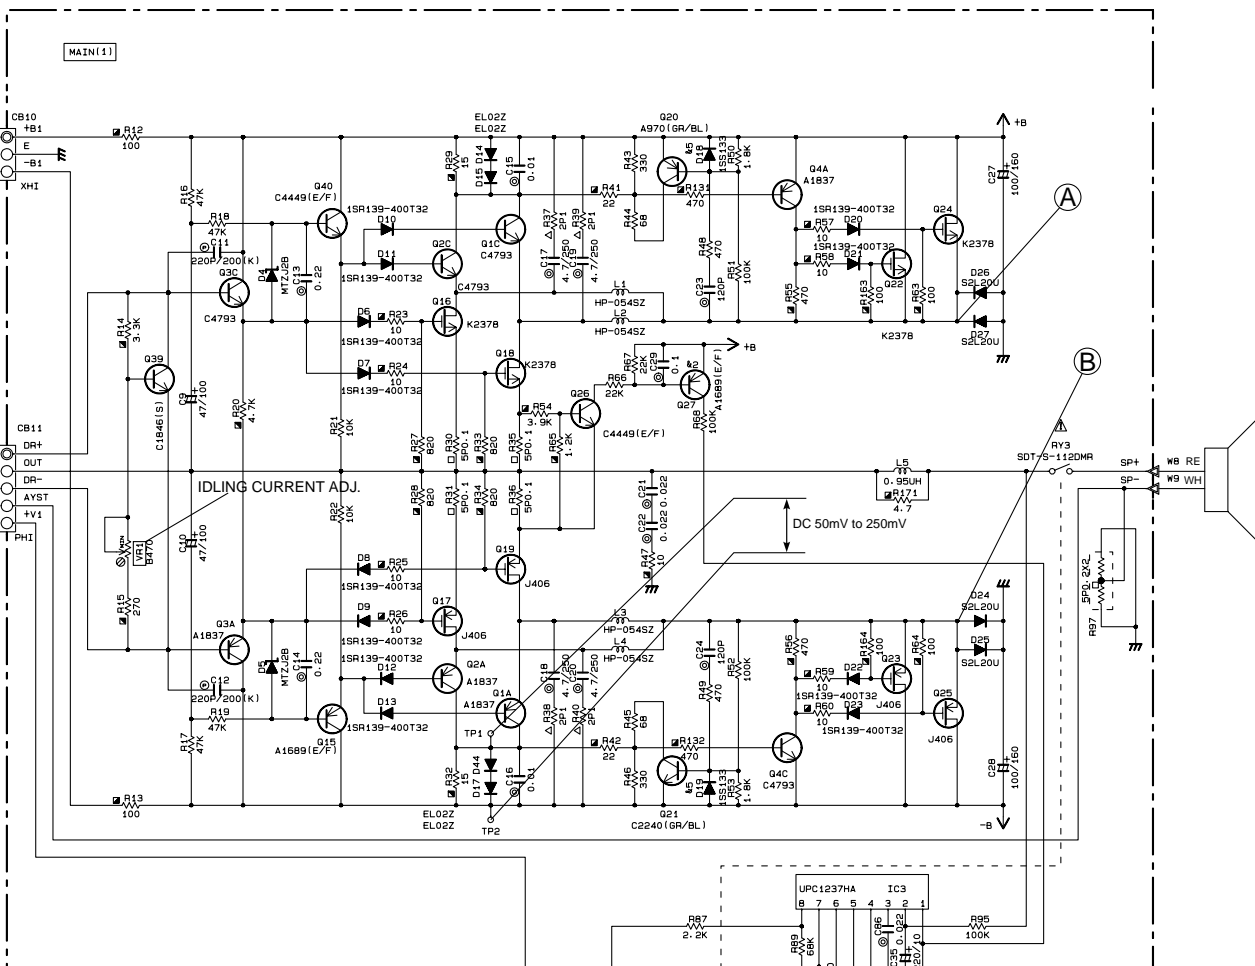 MAIN(1)
CB10
+B1
E
-B1
XHI
R12
100
EL02Z
EL02Z
Q20
A970(GR/BL)
+B
R16
47K
R18
47K
C11
220P/200(K)
Q3C
C4793
D4
MTZJ2B
C13
0.22
Q40
C4449(E/F)
1SR139-400T32
D10
D11
1SR139-400T32
Q2C
C4793
R29
15
D14
D15
C15
0.01
Q1C
C4793
R37
2P1
R39
2P1
C17
4.7/250
C19
4.7/250
R41
22
R43
330
R44
68
R131
470
D18
1SS133
R50
1.8K
R48
470
C23
120P
R51
100K
Q4A
A1837
1SR139-400T32
R57
10
D20
1SR139-400T32
R58
10
D21
R55
470
R163
100
Q22
K2378
R63
100
Q24
K2378
C27
100/160
A
D26
S2L20U
D27
S2L20U
L1
HP-054SZ
L2
HP-054SZ
R14
3.3K
Q39
C1846(S)
C9
47/100
R20
4.7K
D6
R23
10
1SR139-400T32
Q16
K2378
D7
R24
10
1SR139-400T32
Q18
K2378
R21
10K
R27
820
R30
5P0.1
R33
820
R35
5P0.1
R54
3.9K
R65
1.2K
Q26
C4449(E/F)
R66
22K
R67
22K
C29
0.1
&2
Q27
A1689(E/F)
R68
100K
+B
B
CB11
DR+
OUT
DR-
AYST
+V1
PHI
IDLING CURRENT ADJ.
VR1
B470
R15
270
C10
47/100
R22
10K
R28
820
R31
5P0.1
R34
820
R36
5P0.1
C21
0.022
C22
0.022
R47
10
DC 50mV to 250mV
L5
0.95UH
R171
4.7
RY3
SDT-S-112DMR
SP+
SP-
W8 RE
W9 WH
5P0.2X2
R97
D8
R25
10
1SR139-400T32
Q19
J406
D9
R26
10
1SR139-400T32
Q17
J406
Q3A
A1837
C12
220P/200(K)
R19
47K
R17
47K
D5
MTZJ2B
C14
0.22
Q15
A1689(E/F)
1SR139-400T32
D12
D13
1SR139-400T32
Q2A
A1837
Q1A
A1837
TP1
L3
HP-054SZ
L4
HP-054SZ
C18
4.7/250
C20
4.7/250
R38
2P1
R40
2P1
R42
22
R45
68
R46
330
R132
470
C24
120P
R49
470
R52
100K
D19
1SS133
R53
1.8K
R56
470
R59
10
D22
1SR139-400T32
R60
10
D23
1SR139-400T32
R164
100
Q23
J406
R64
100
Q25
J406
D24
S2L20U
D25
S2L20U
C28
100/160
-B
Q4C
C4793
Q21
C2240(GR/BL)
R13
100
R32
15
D44
D17
C16
0.01
EL02Z
EL02Z
TP2
UPC1237HA IC3
8 7 6 5 4 3 2 1
R87
2.2K
R89
68K
C86
0.022
R95
100K